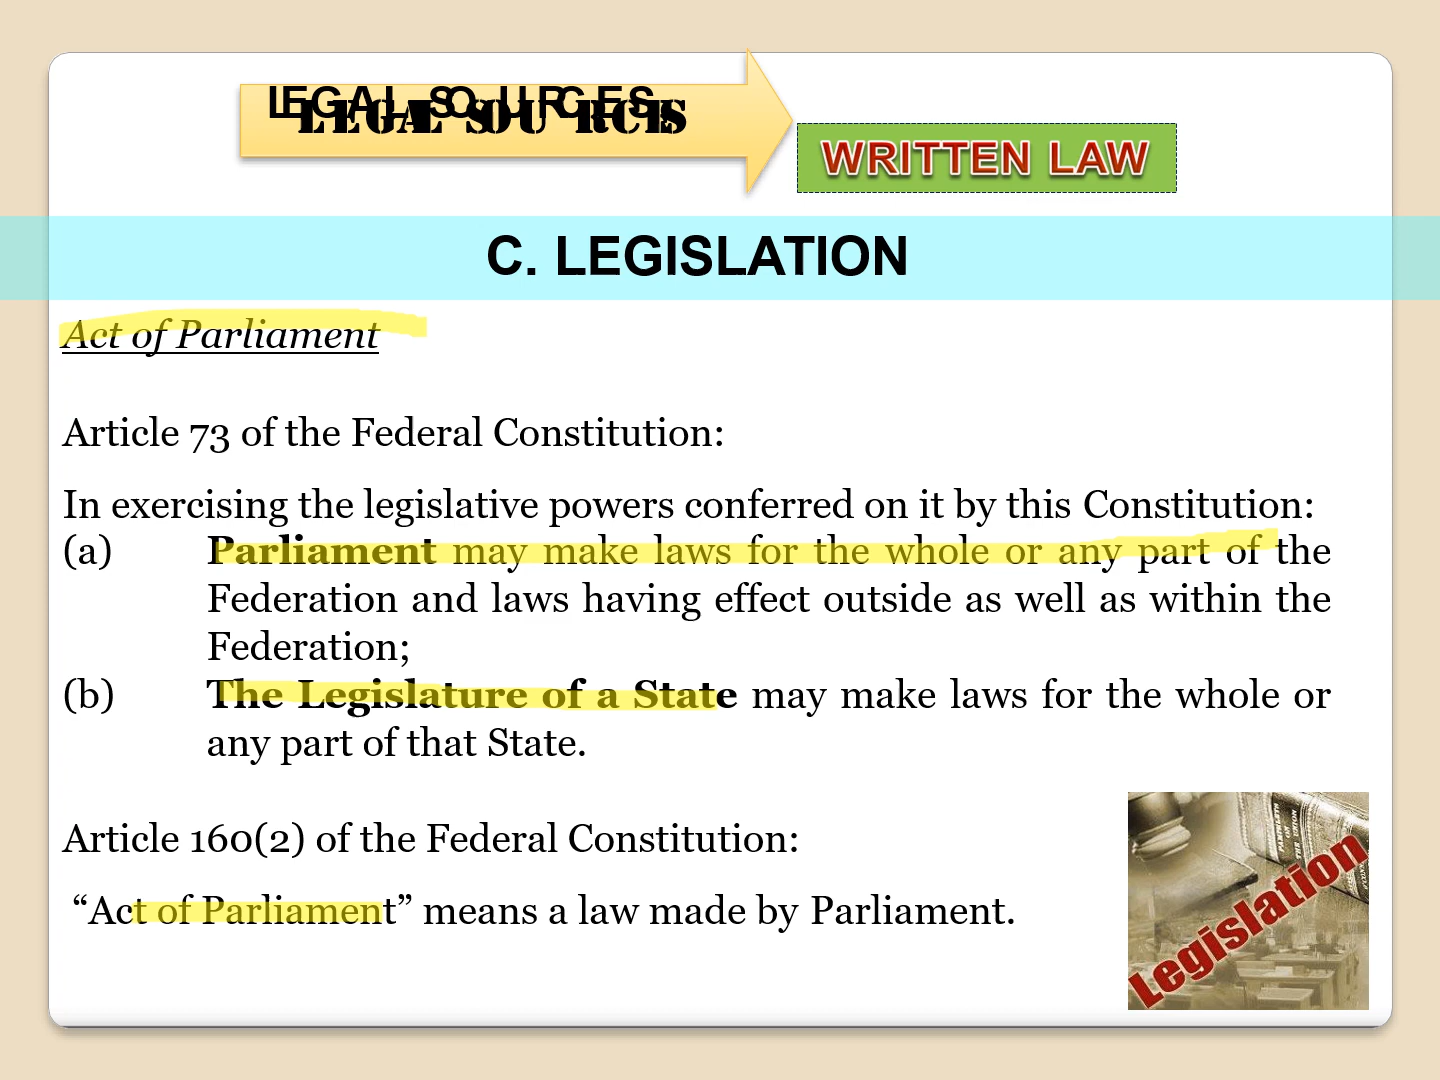 LEGAL SOURCES
WRITTEN LAW
C. LEGISLATION
Act of Parliament
Article 73 of the Federal Constitution:
In exercising the legislative powers conferred on it by this Constitution:
(a) Parliament may make laws for the whole or any part of the
Federation and laws having effect outside as well as within the
Federation;
(b) The Legislature of a State may make laws for the whole or
any part of that State.
Article 160(2) of the Federal Constitution:
“Act of Parliament” means a law made by Parliament.
Legislation